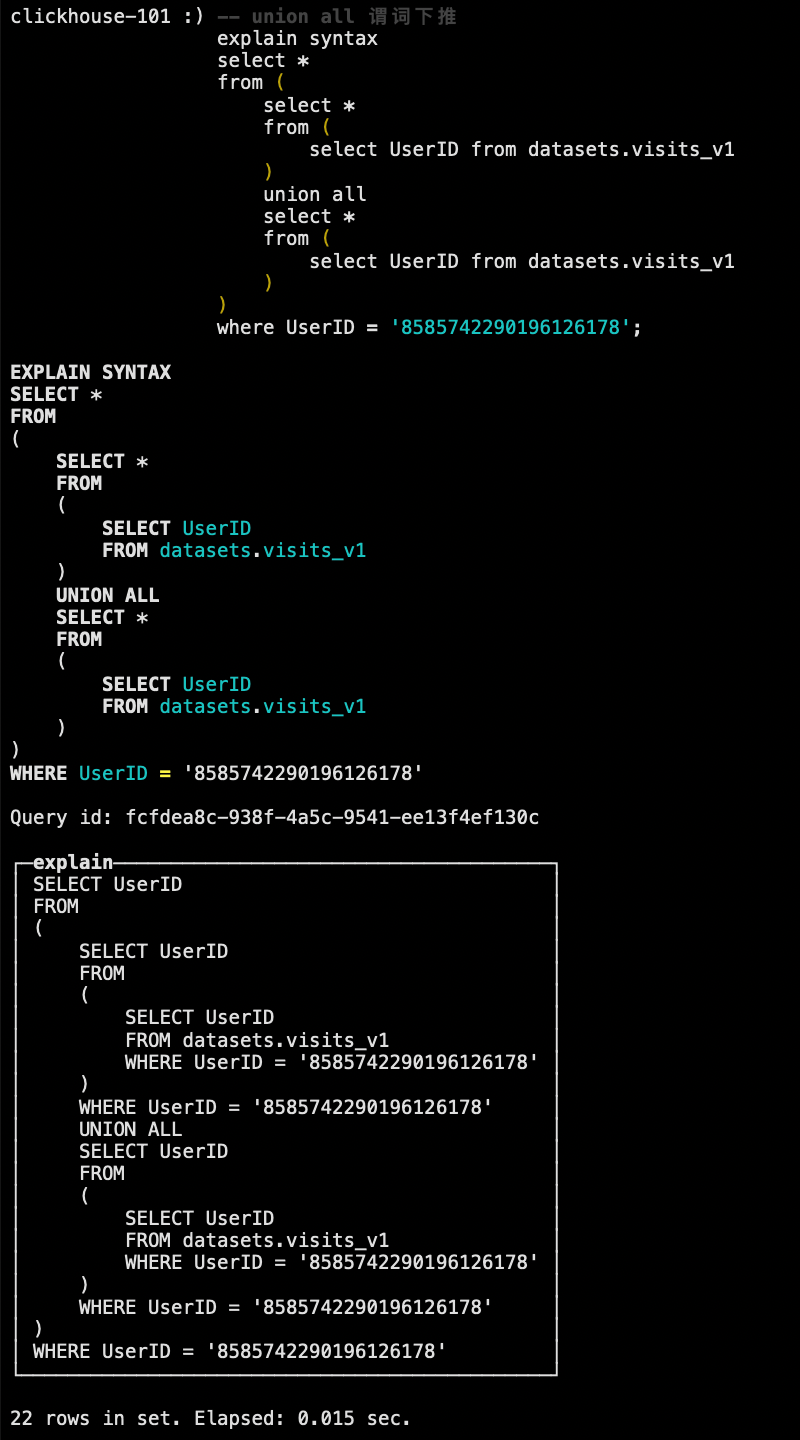 clickhouse-101 :) -- union all 谓词下推
                  explain syntax
                  select *
                  from (
                      select *
                      from (
                          select UserID from datasets.visits_v1
                      )
                      union all
                      select *
                      from (
                          select UserID from datasets.visits_v1
                      )
                  )
                  where UserID = '8585742290196126178';

EXPLAIN SYNTAX
SELECT *
FROM
(
    SELECT *
    FROM
    (
        SELECT UserID
        FROM datasets.visits_v1
    )
    UNION ALL
    SELECT *
    FROM
    (
        SELECT UserID
        FROM datasets.visits_v1
    )
)
WHERE UserID = '8585742290196126178'

Query id: fcfdea8c-938f-4a5c-9541-ee13f4ef130c

explain
SELECT UserID
FROM
(
    SELECT UserID
    FROM
    (
        SELECT UserID
        FROM datasets.visits_v1
        WHERE UserID = '8585742290196126178'
    )
    WHERE UserID = '8585742290196126178'
    UNION ALL
    SELECT UserID
    FROM
    (
        SELECT UserID
        FROM datasets.visits_v1
        WHERE UserID = '8585742290196126178'
    )
    WHERE UserID = '8585742290196126178'
)
WHERE UserID = '8585742290196126178'

22 rows in set. Elapsed: 0.015 sec.